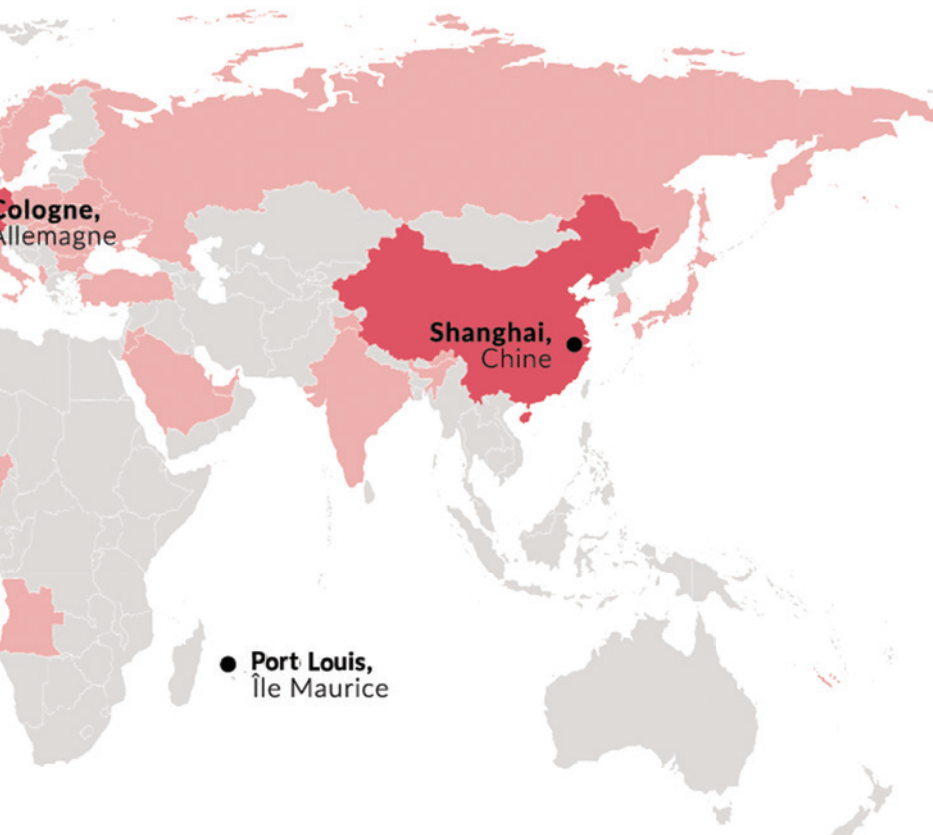 Cologne,
Allemagne
Shanghai,
Chine
Port Louis,
Île Maurice